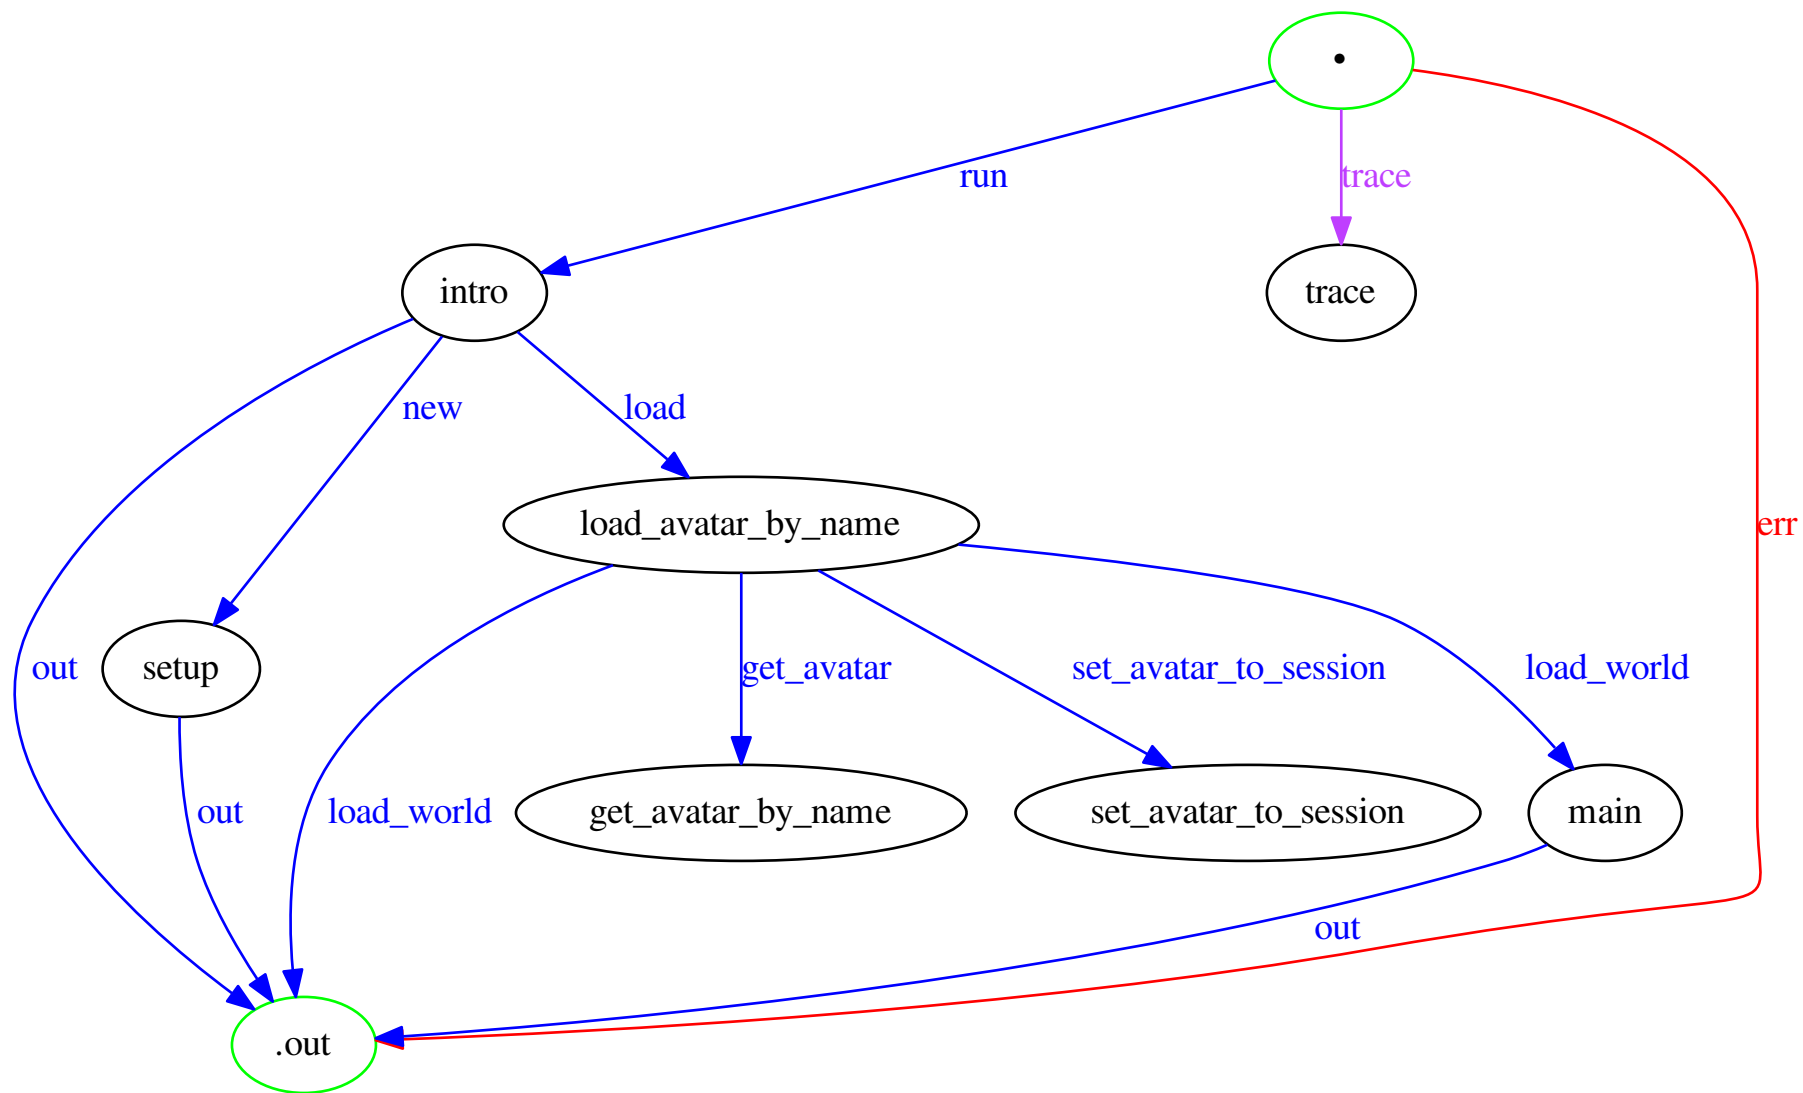 •
run
trace
intro
trace
new
load
load_avatar_by_name
err
out
setup
get_avatar
set_avatar_to_session
load_world
out
load_world
get_avatar_by_name
set_avatar_to_session
main
out
.out